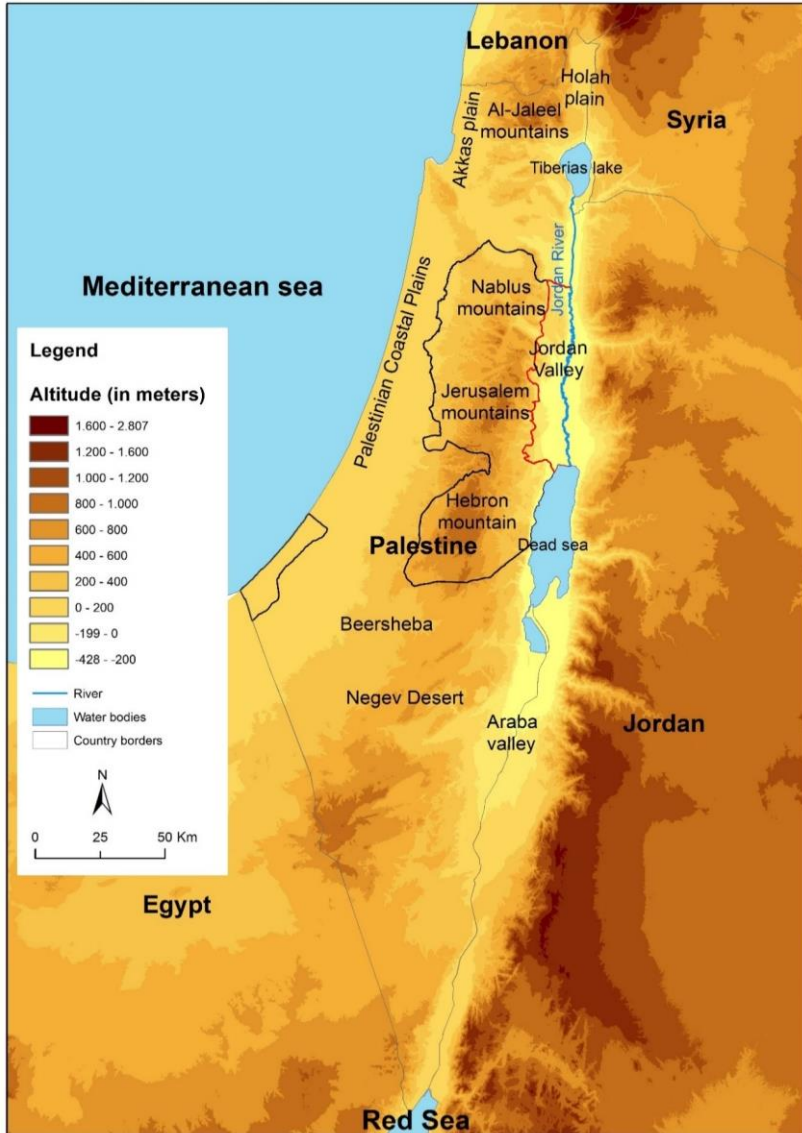 Lebanon
Holah
plain
Akkas plain
Al-Jaleel
mountains
Syria
Tiberias lake
Mediterranean sea
Palestinian Coastal Plains
Jordan River
Nablus
mountains
Jordan
Valley
Jerusalem
mountains
Hebron
mountain
Palestine
Dead sea
Beersheba
Negev Desert
Araba
valley
Jordan
Egypt
Red Sea
Legend
Altitude (in meters)
1.600 - 2.807
1.200 - 1.600
1.000 - 1.200
800 - 1.000
600 - 800
400 - 600
200 - 400
0 - 200
-199 - 0
-428 - -200
River
Water bodies
Country borders
N
0 25 50 Km